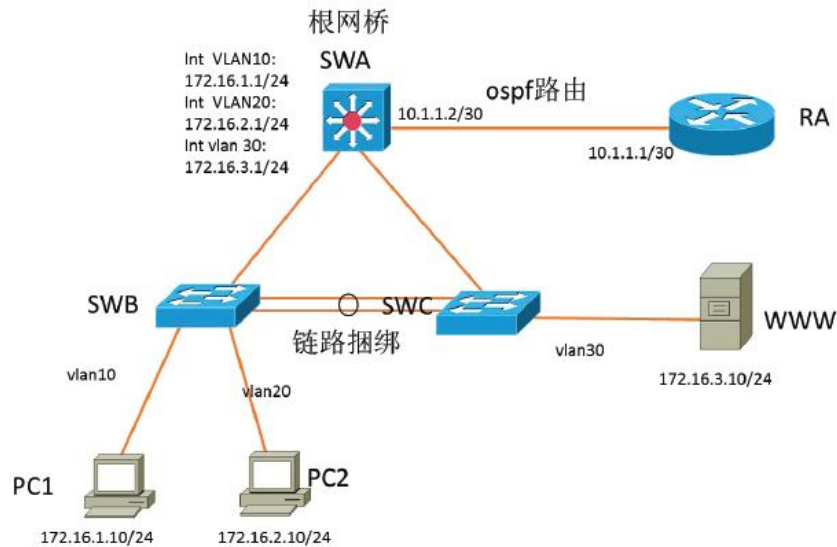 根网桥
SWA
Int VLAN10:
172.16.1.1/24
Int VLAN20:
172.16.2.1/24
Int vlan 30:
172.16.3.1/24
ospf路由
10.1.1.2/30
RA
10.1.1.1/30
SWB
SWC
链路捆绑
WWW
vlan30
172.16.3.10/24
vlan10
vlan20
PC1
PC2
172.16.1.10/24
172.16.2.10/24